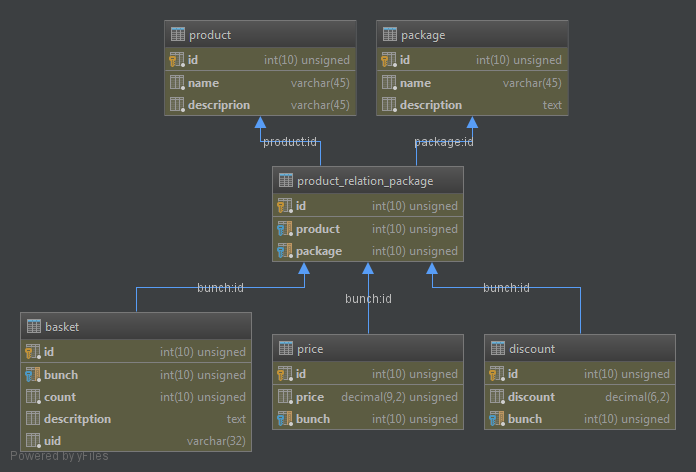 product
id int(10) unsigned
name varchar(45)
descriprion varchar(45)
package
id int(10) unsigned
name varchar(45)
description text
product:id
package:id
product_relation_package
id int(10) unsigned
product int(10) unsigned
package int(10) unsigned
bunch:id
bunch:id
bunch:id
basket
id int(10) unsigned
bunch int(10) unsigned
count int(10) unsigned
descritption text
uid varchar(32)
price
id int(10) unsigned
price decimal(9,2) unsigned
bunch int(10) unsigned
discount
id int(10) unsigned
discount decimal(6,2)
bunch int(10) unsigned
Powered by yFiles